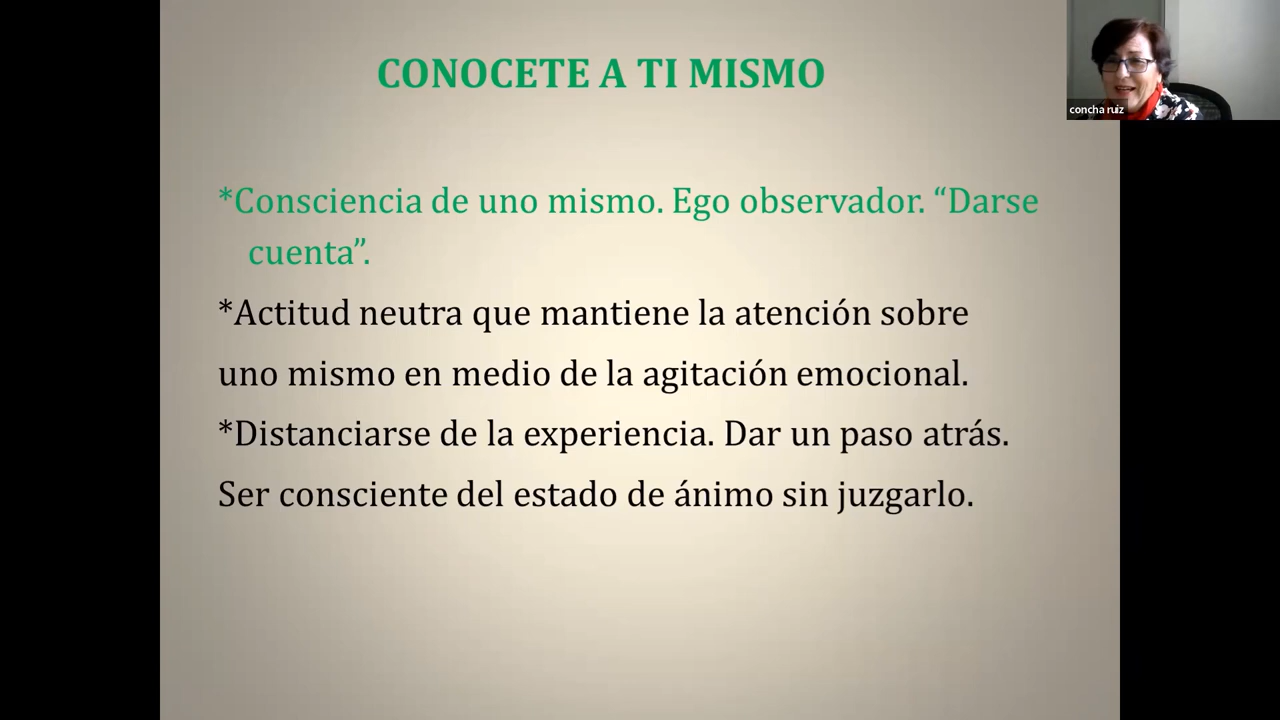 CONOCETE A TI MISMO
concha ruiz
*Consciencia de uno mismo. Ego observador. “Darse
cuenta”.
*Actitud neutra que mantiene la atención sobre
uno mismo en medio de la agitación emocional.
*Distanciarse de la experiencia. Dar un paso atrás.
Ser consciente del estado de ánimo sin juzgarlo.